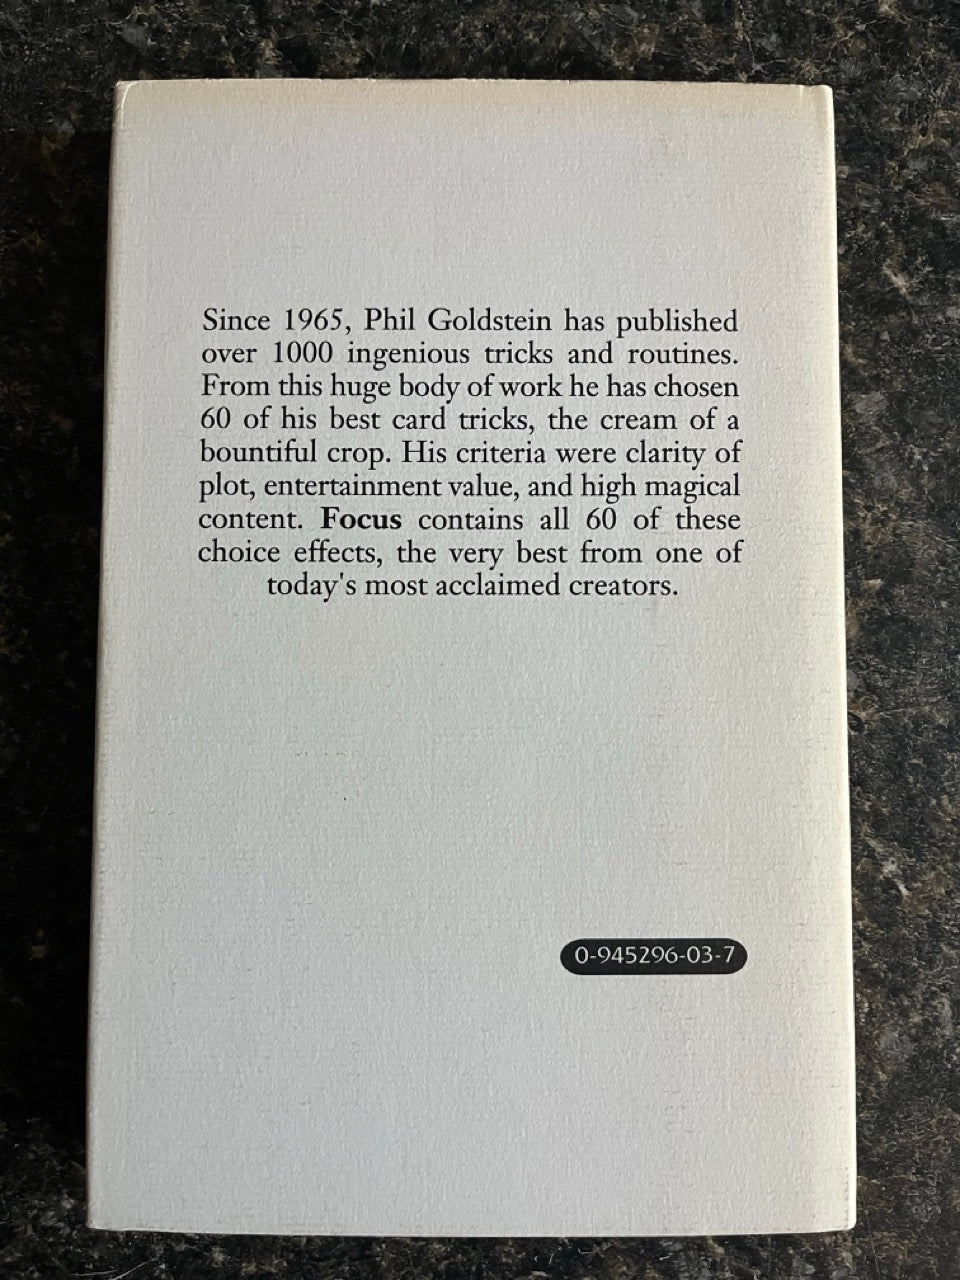 Since 1965, Phil Goldstein has published
over 1000 ingenious tricks and routines.
From this huge body of work he has chosen
60 of his best card tricks, the cream of a
bountiful crop. His criteria were clarity of
plot, entertainment value, and high magical
content. Focus contains all 60 of these
choice effects, the very best from one of
today's most acclaimed creators.
0-945296-03-7